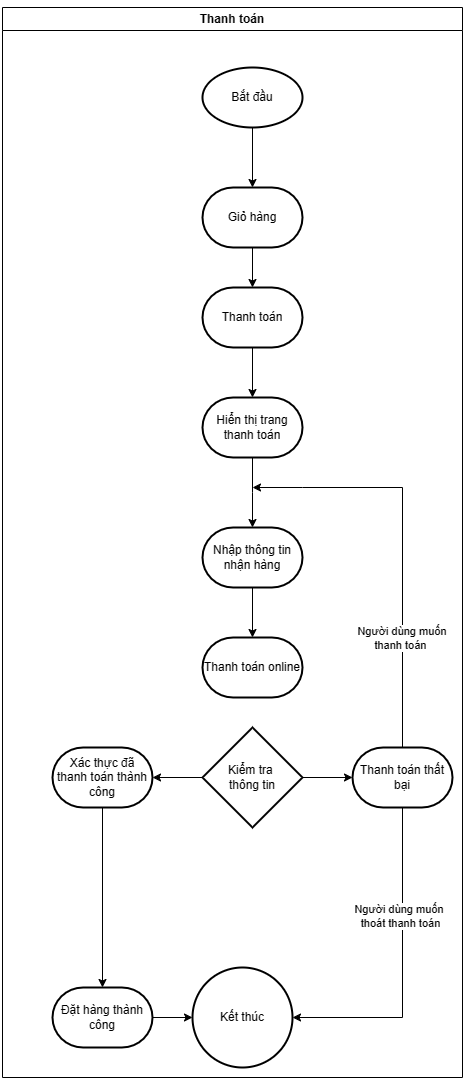 Thanh toán
Bắt đầu
Giỏ hàng
Thanh toán
Hiển thị trang
thanh toán
Nhập thông tin
nhận hàng
Người dùng muốn
thanh toán
Thanh toán online
Xác thực đã
thanh toán thành
công
Kiểm tra
thông tin
Thanh toán thất
bại
Người dùng muốn
thoát thanh toán
Đặt hàng thành
công
Kết thúc